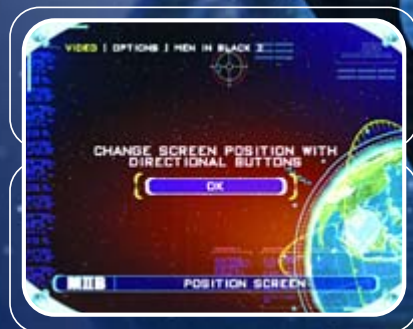 VIDEO | OPTIONS | MEN IN BLACK 2
CHANGE SCREEN POSITION WITH
DIRECTIONAL BUTTONS
OK
MIIB POSITION SCREEN